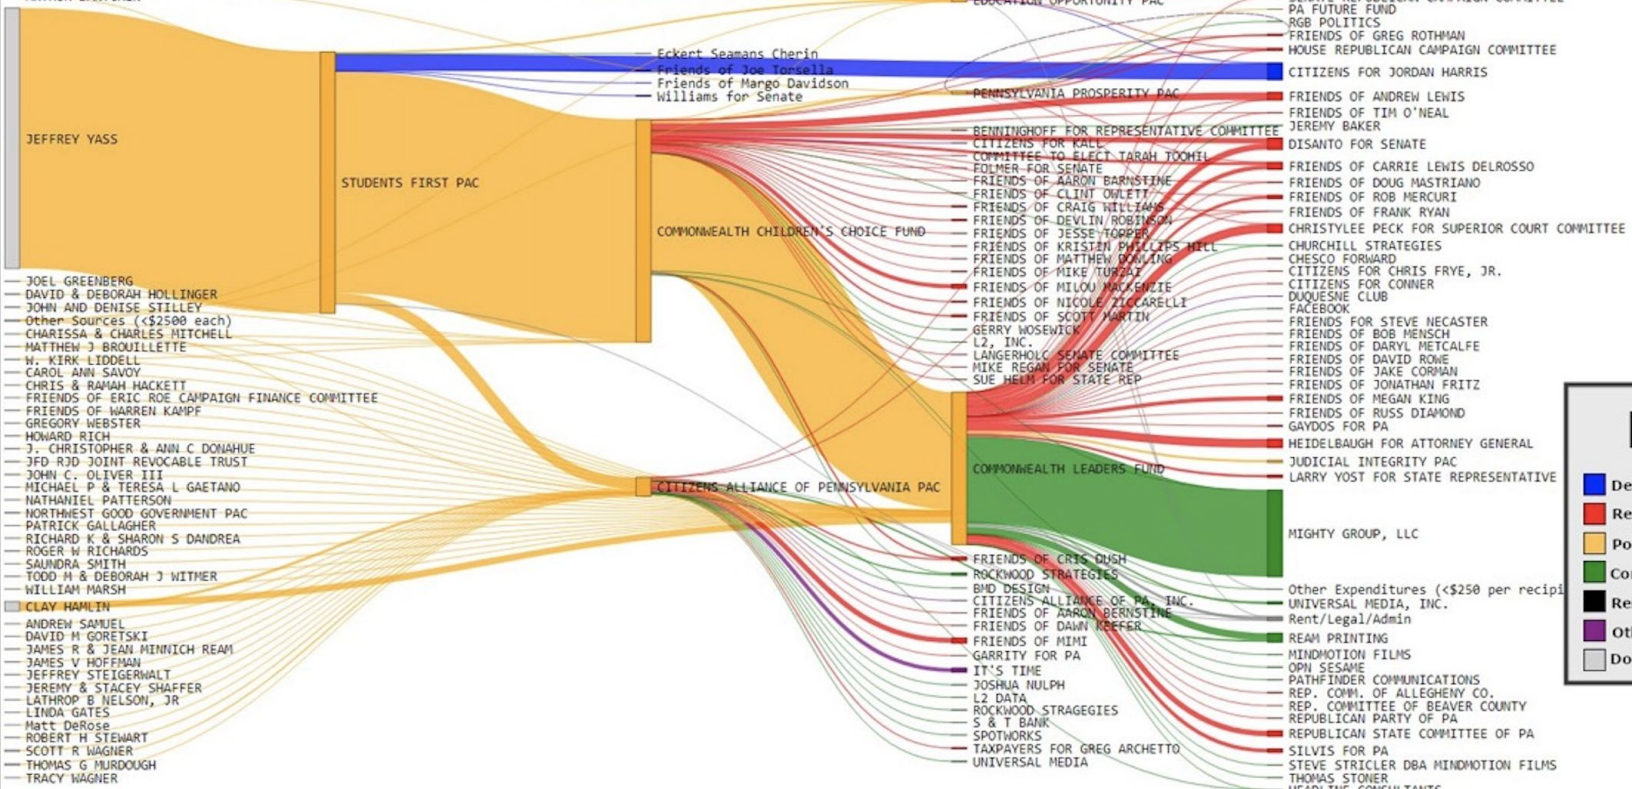 JEFFREY YASS
JOEL GREENBERG
DAVID & DEBORAH HOLLINGER
JOHN AND DENISE STILLEY
Other Sources (<$2500 each)
CHARISSA & CHARLES MITCHELL
MATTHEW J BROUILLETTE
W. KIRK LIDDELL
CAROL ANN SAVOY
CHRIS & RAMAH HACKETT
FRIENDS OF ERIC ROE CAMPAIGN FINANCE COMMITTEE
FRIENDS OF WARREN KAMPF
GREGORY WEBSTER
HOWARD RICH
J. CHRISTOPHER & ANN C DONAHUE
JFD RJD JOINT REVOCABLE TRUST
JOHN C. OLIVER III
MICHAEL P & TERESA L GAETANO
NATHANIEL PATTERSON
NORTHWEST GOOD GOVERNMENT PAC
PATRICK GALLAGHER
RICHARD K & SHARON S DANDREA
ROGER W RICHARDS
SAUNDRA SMITH
TODD M & DEBORAH J WITMER
WILLIAM MARSH
CLAY HAMLIN
ANDREW SAMUEL
DAVID M GORETSKI
JAMES R & JEAN MINNICH REAM
JAMES V HOFFMAN
JEFFREY STEIGERWALT
JEREMY & STACEY SHAFFER
LATHROP B NELSON, JR
LINDA GATES
Matt DeRose
ROBERT H STEWART
SCOTT R WAGNER
THOMAS G MURDOUGH
TRACY WAGNER
STUDENTS FIRST PAC
Eckert Seamans Cherin
Friends of Joe Torsella
Friends of Margo Davidson
Williams for Senate
COMMONWEALTH CHILDREN'S CHOICE FUND
CITIZENS ALLIANCE OF PENNSYLVANIA PAC
EDUCATION OPPORTUNITY PAC
PENNSYLVANIA PROSPERITY PAC
BENNINGHOFF FOR REPRESENTATIVE COMMITTEE
CITIZENS FOR KALL
COMMITTEE TO ELECT TARAH TOOHIL
FOLMER FOR SENATE
FRIENDS OF AARON BARNSTINE
FRIENDS OF CLINT OWLETT
FRIENDS OF CRAIG WILLIAMS
FRIENDS OF DEVLIN ROBINSON
FRIENDS OF JESSE TOPPER
FRIENDS OF KRISTIN PHILLIPS HILL
FRIENDS OF MATTHEW DOWLING
FRIENDS OF MIKE TURZAI
FRIENDS OF MILOU MACKENZIE
FRIENDS OF NICOLE ZICCARELLI
FRIENDS OF SCOTT MARTIN
GERRY WOSEWICK
L2, INC.
LANGERHOLC SENATE COMMITTEE
MIKE REGAN FOR SENATE
SUE HELM FOR STATE REP
COMMONWEALTH LEADERS FUND
FRIENDS OF CRIS DUSH
ROCKWOOD STRATEGIES
BMD DESIGN
CITIZENS ALLIANCE OF PA, INC.
FRIENDS OF AARON BERNSTINE
FRIENDS OF DAWN KEEFER
FRIENDS OF MIMI
GARRITY FOR PA
IT'S TIME
JOSHUA NULPH
L2 DATA
ROCKWOOD STRAGEGIES
S & T BANK
SPOTWORKS
TAXPAYERS FOR GREG ARCHETTO
UNIVERSAL MEDIA
PA FUTURE FUND
RGB POLITICS
FRIENDS OF GREG ROTHMAN
HOUSE REPUBLICAN CAMPAIGN COMMITTEE
CITIZENS FOR JORDAN HARRIS
FRIENDS OF ANDREW LEWIS
FRIENDS OF TIM O'NEAL
JEREMY BAKER
DISANTO FOR SENATE
FRIENDS OF CARRIE LEWIS DELROSSO
FRIENDS OF DOUG MASTRIANO
FRIENDS OF ROB MERCURI
FRIENDS OF FRANK RYAN
CHRISTYLEE PECK FOR SUPERIOR COURT COMMITTEE
CHURCHILL STRATEGIES
CHESCO FORWARD
CITIZENS FOR CHRIS FRYE, JR.
CITIZENS FOR CONNER
DUQUESNE CLUB
FACEBOOK
FRIENDS FOR STEVE NECASTER
FRIENDS OF BOB MENSCH
FRIENDS OF DARYL METCALFE
FRIENDS OF DAVID ROWE
FRIENDS OF JAKE CORMAN
FRIENDS OF JONATHAN FRITZ
FRIENDS OF MEGAN KING
FRIENDS OF RUSS DIAMOND
GAYDOS FOR PA
HEIDELBAUGH FOR ATTORNEY GENERAL
JUDICIAL INTEGRITY PAC
LARRY YOST FOR STATE REPRESENTATIVE
MIGHTY GROUP, LLC
Other Expenditures (<$250 per recipi
UNIVERSAL MEDIA, INC.
Rent/Legal/Admin
REAM PRINTING
MINDMOTION FILMS
OPN SESAME
PATHFINDER COMMUNICATIONS
REP. COMM. OF ALLEGHENY CO.
REP. COMMITTEE OF BEAVER COUNTY
REPUBLICAN PARTY OF PA
REPUBLICAN STATE COMMITTEE OF PA
SILVIS FOR PA
STEVE STRICLER DBA MINDMOTION FILMS
THOMAS STONER
De
Re
Po
Co
Re
Ot
Do